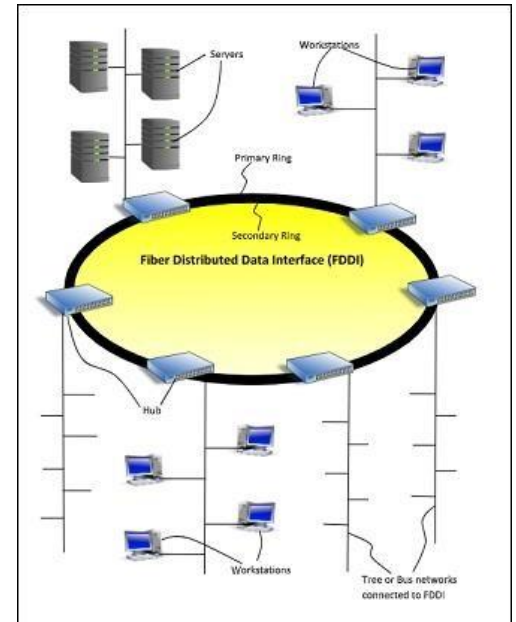 Servers
Workstations
Primary Ring
Secondary Ring
Fiber Distributed Data Interface (FDDI)
Hub
Workstations
Tree or Bus networks
connected to FDDI